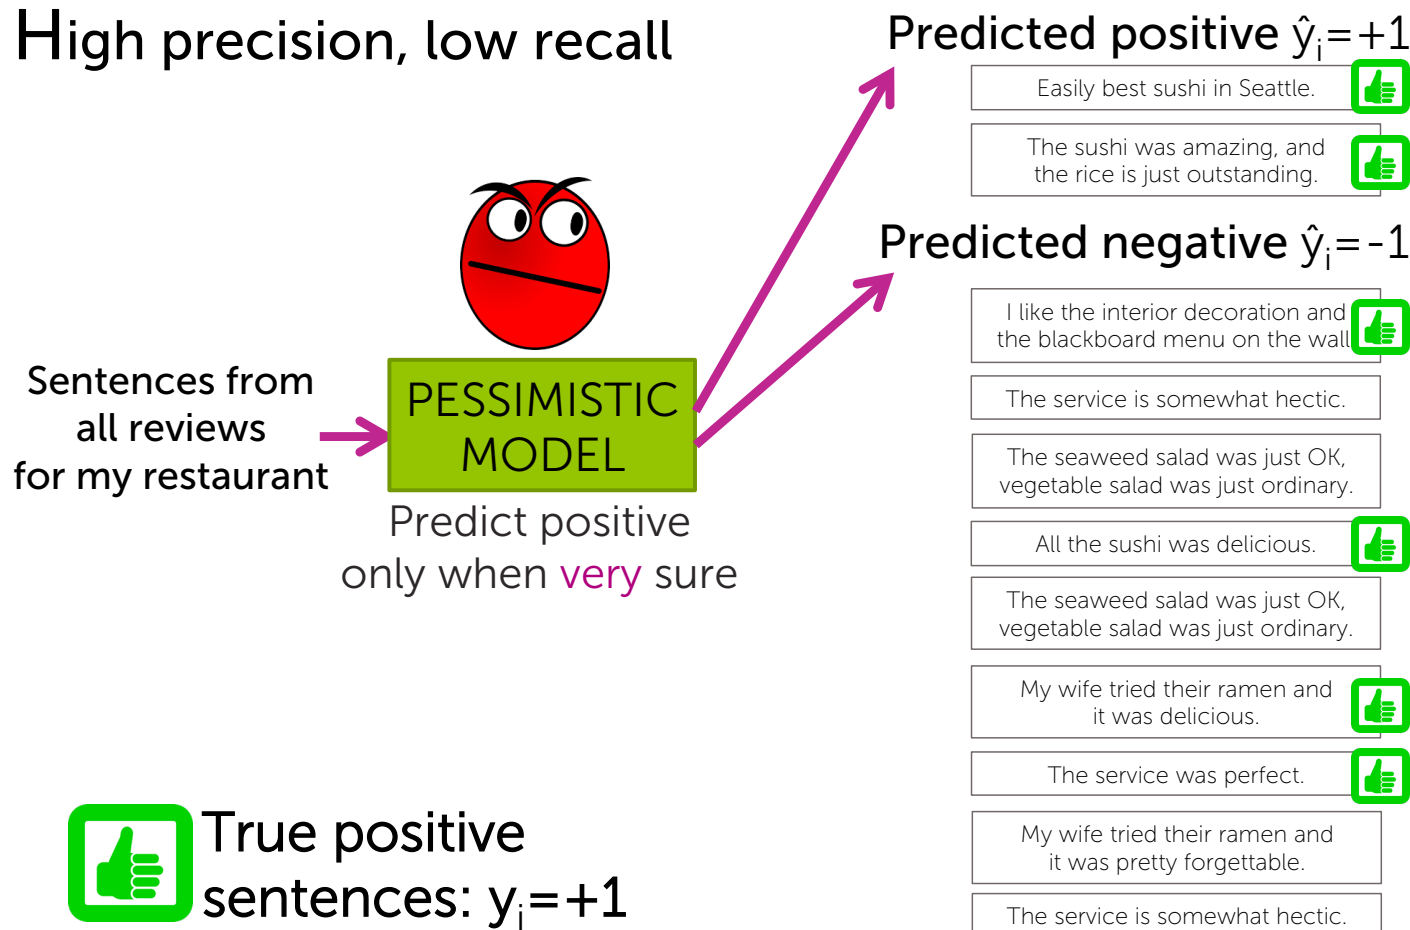 High precision, low recall
Predicted positive ŷi=+1
Easily best sushi in Seattle.
The sushi was amazing, and
the rice is just outstanding.
Predicted negative ŷi=-1
I like the interior decoration and
the blackboard menu on the wall
The service is somewhat hectic.
The seaweed salad was just OK,
vegetable salad was just ordinary.
All the sushi was delicious.
The seaweed salad was just OK,
vegetable salad was just ordinary.
My wife tried their ramen and
it was delicious.
The service was perfect.
My wife tried their ramen and
it was pretty forgettable.
The service is somewhat hectic.
Sentences from
all reviews
for my restaurant
PESSIMISTIC
MODEL
Predict positive
only when very sure
True positive
sentences: yi=+1